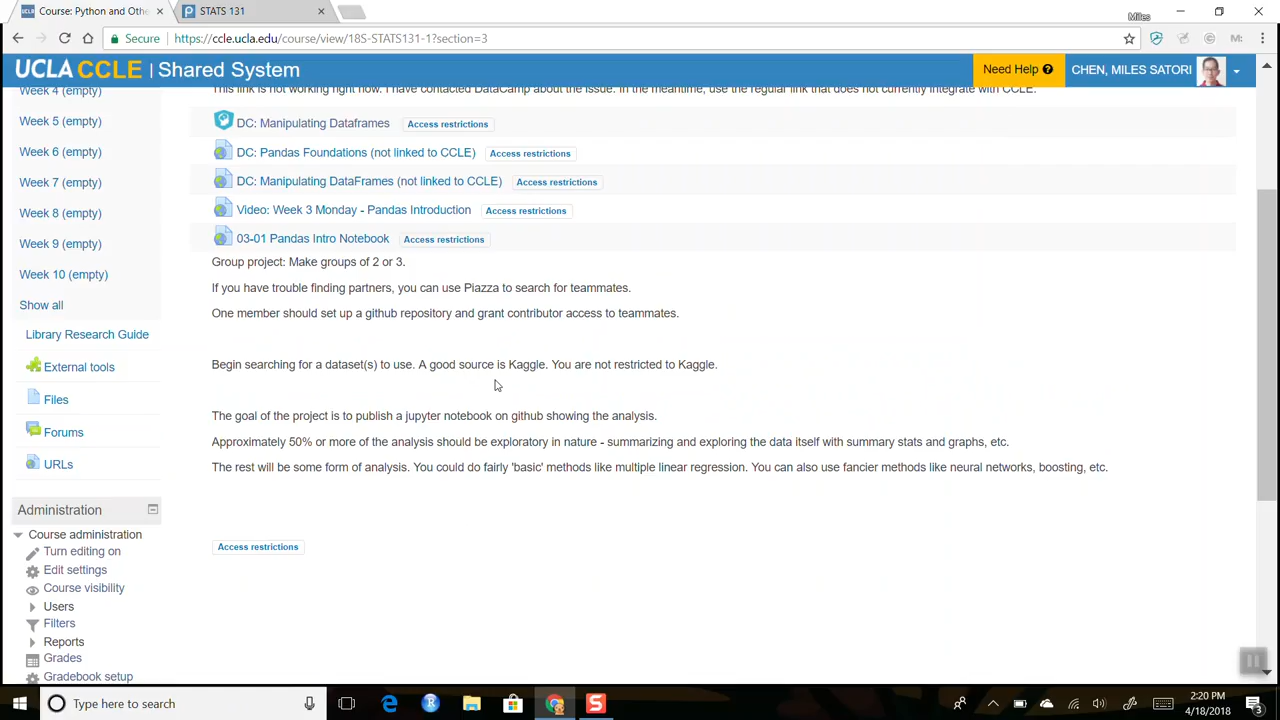 Course: Python and Othe
STATS 131
Miles
Secure
https://ccle.ucla.edu/course/view/18S-STATS131-1?section=3
UCLA CCLE | Shared System
Need Help
CHEN, MILES SATORI
This link is not working right now. I have contacted DataCamp about the issue. In the meantime, use the regular link that does not currently integrate with CCLE.
Week 4 (empty)
Week 5 (empty)
Week 6 (empty)
Week 7 (empty)
Week 8 (empty)
Week 9 (empty)
Week 10 (empty)
Show all
Library Research Guide
External tools
Files
Forums
URLs
Administration
Course administration
Turn editing on
Edit settings
Course visibility
Users
Filters
Reports
Grades
Gradebook setup
DC: Manipulating Dataframes Access restrictions
DC: Pandas Foundations (not linked to CCLE) Access restrictions
DC: Manipulating DataFrames (not linked to CCLE) Access restrictions
Video: Week 3 Monday - Pandas Introduction Access restrictions
03-01 Pandas Intro Notebook Access restrictions
Group project: Make groups of 2 or 3.
If you have trouble finding partners, you can use Piazza to search for teammates.
One member should set up a github repository and grant contributor access to teammates.
Begin searching for a dataset(s) to use. A good source is Kaggle. You are not restricted to Kaggle.
The goal of the project is to publish a jupyter notebook on github showing the analysis.
Approximately 50% or more of the analysis should be exploratory in nature - summarizing and exploring the data itself with summary stats and graphs, etc.
The rest will be some form of analysis. You could do fairly 'basic' methods like multiple linear regression. You can also use fancier methods like neural networks, boosting, etc.
Access restrictions
Type here to search
2:20 PM
4/18/2018